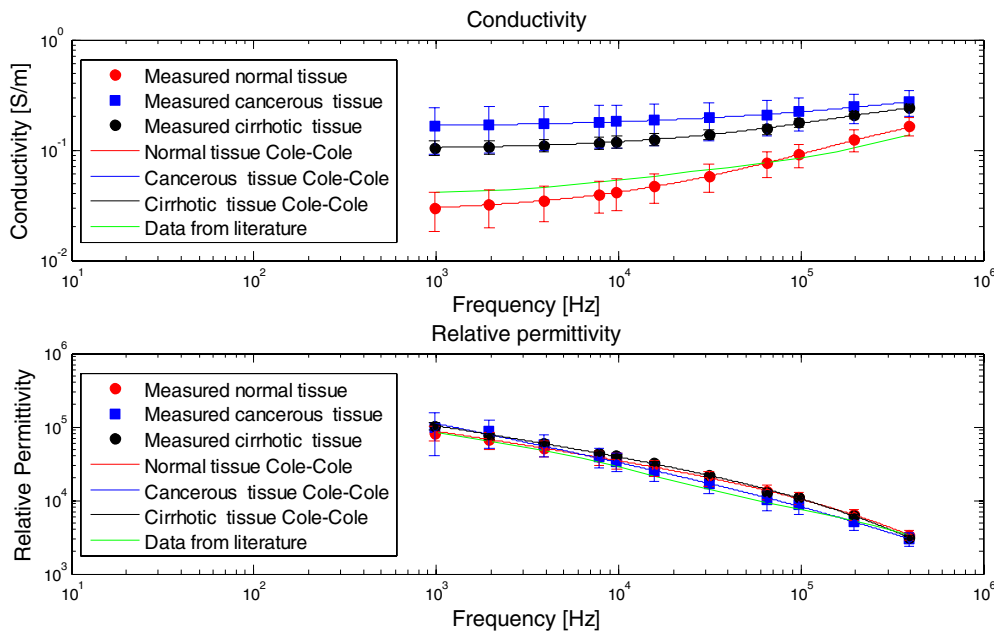 Conductivity
10^0
10^-1
10^-2
Conductivity [S/m]
Measured normal tissue
Measured cancerous tissue
Measured cirrhotic tissue
Normal tissue Cole-Cole
Cancerous tissue Cole-Cole
Cirrhotic tissue Cole-Cole
Data from literature
10^1 10^2 10^3 10^4 10^5 10^6
Frequency [Hz]
Relative permittivity
10^6
10^5
10^4
10^3
Relative Permittivity
Measured normal tissue
Measured cancerous tissue
Measured cirrhotic tissue
Normal tissue Cole-Cole
Cancerous tissue Cole-Cole
Cirrhotic tissue Cole-Cole
Data from literature
10^1 10^2 10^3 10^4 10^5 10^6
Frequency [Hz]